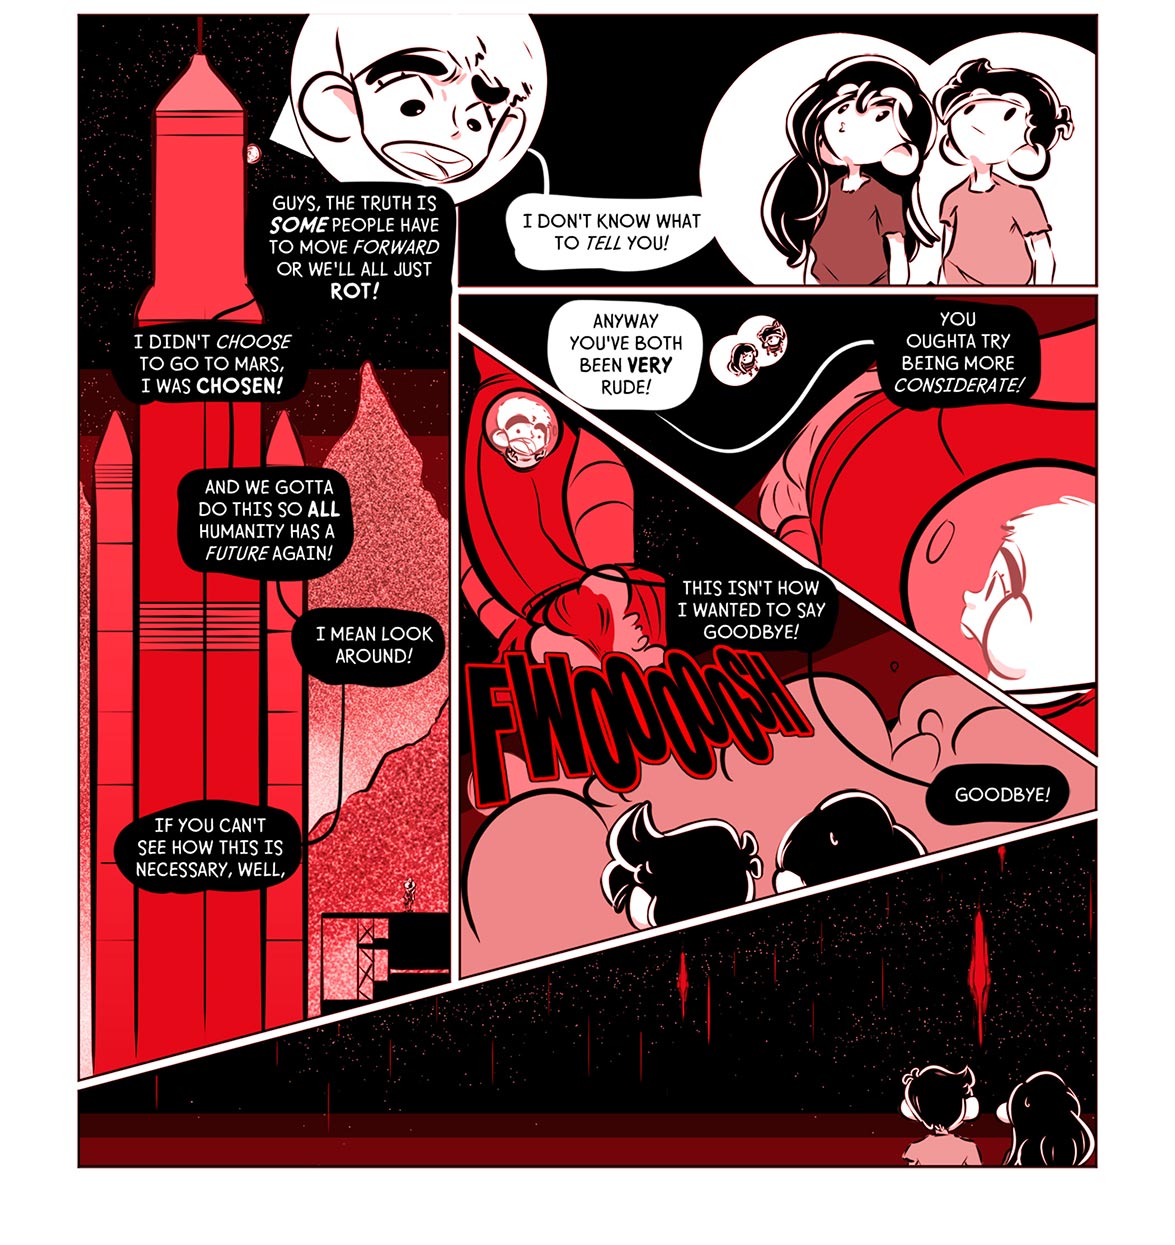 GUYS, THE TRUTH IS
SOME PEOPLE HAVE
TO MOVE FORWARD
OR WE'LL ALL JUST
ROT!
I DIDN'T CHOOSE
TO GO TO MARS,
I WAS CHOSEN!
AND WE GOTTA
DO THIS SO ALL
HUMANITY HAS A
FUTURE AGAIN!
I MEAN LOOK
AROUND!
IF YOU CAN'T
SEE HOW THIS IS
NECESSARY, WELL,
I DON'T KNOW WHAT
TO TELL YOU!
ANYWAY
YOU'VE BOTH
BEEN VERY
RUDE!
YOU
OUGHTA TRY
BEING MORE
CONSIDERATE!
THIS ISN'T HOW
I WANTED TO SAY
GOODBYE!
FWOOOOOSH
GOODBYE!